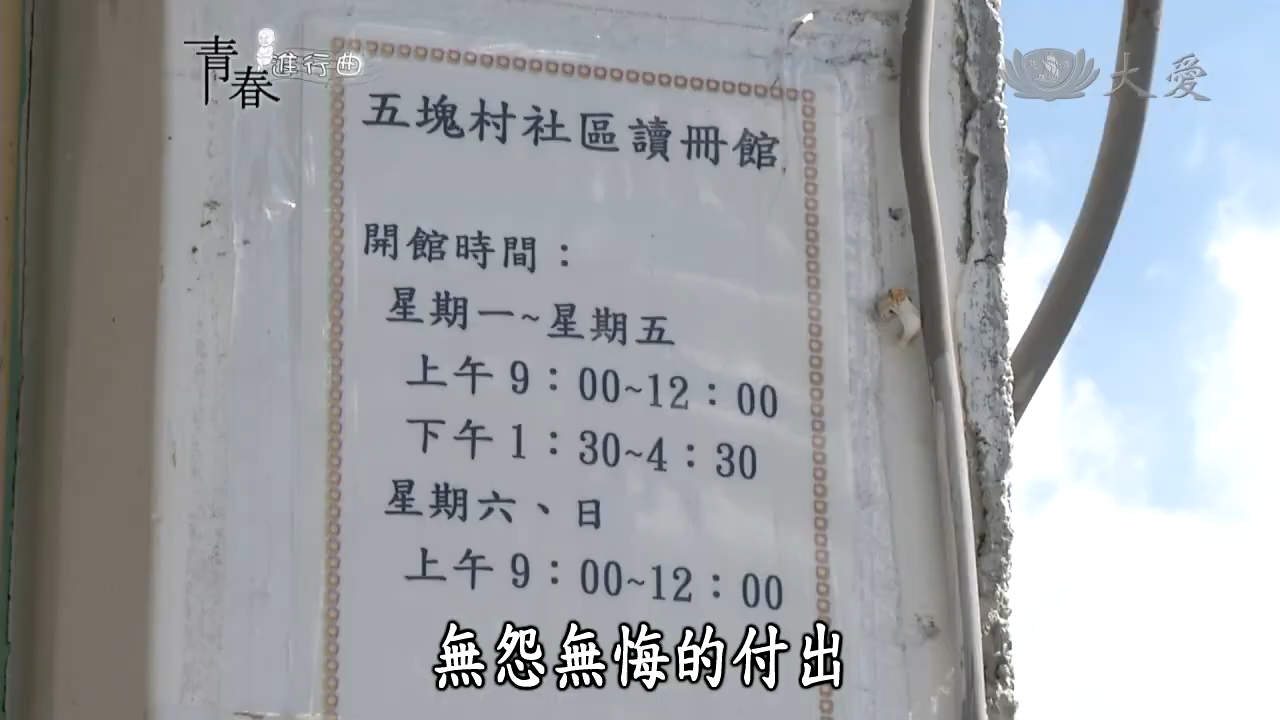 青春進行曲
大愛
五塊村社區讀冊館
開館時間：
星期一~星期五
上午9：00~12：00
下午1：30~4：30
星期六、日
上午9：00~12：00
無怨無悔的付出